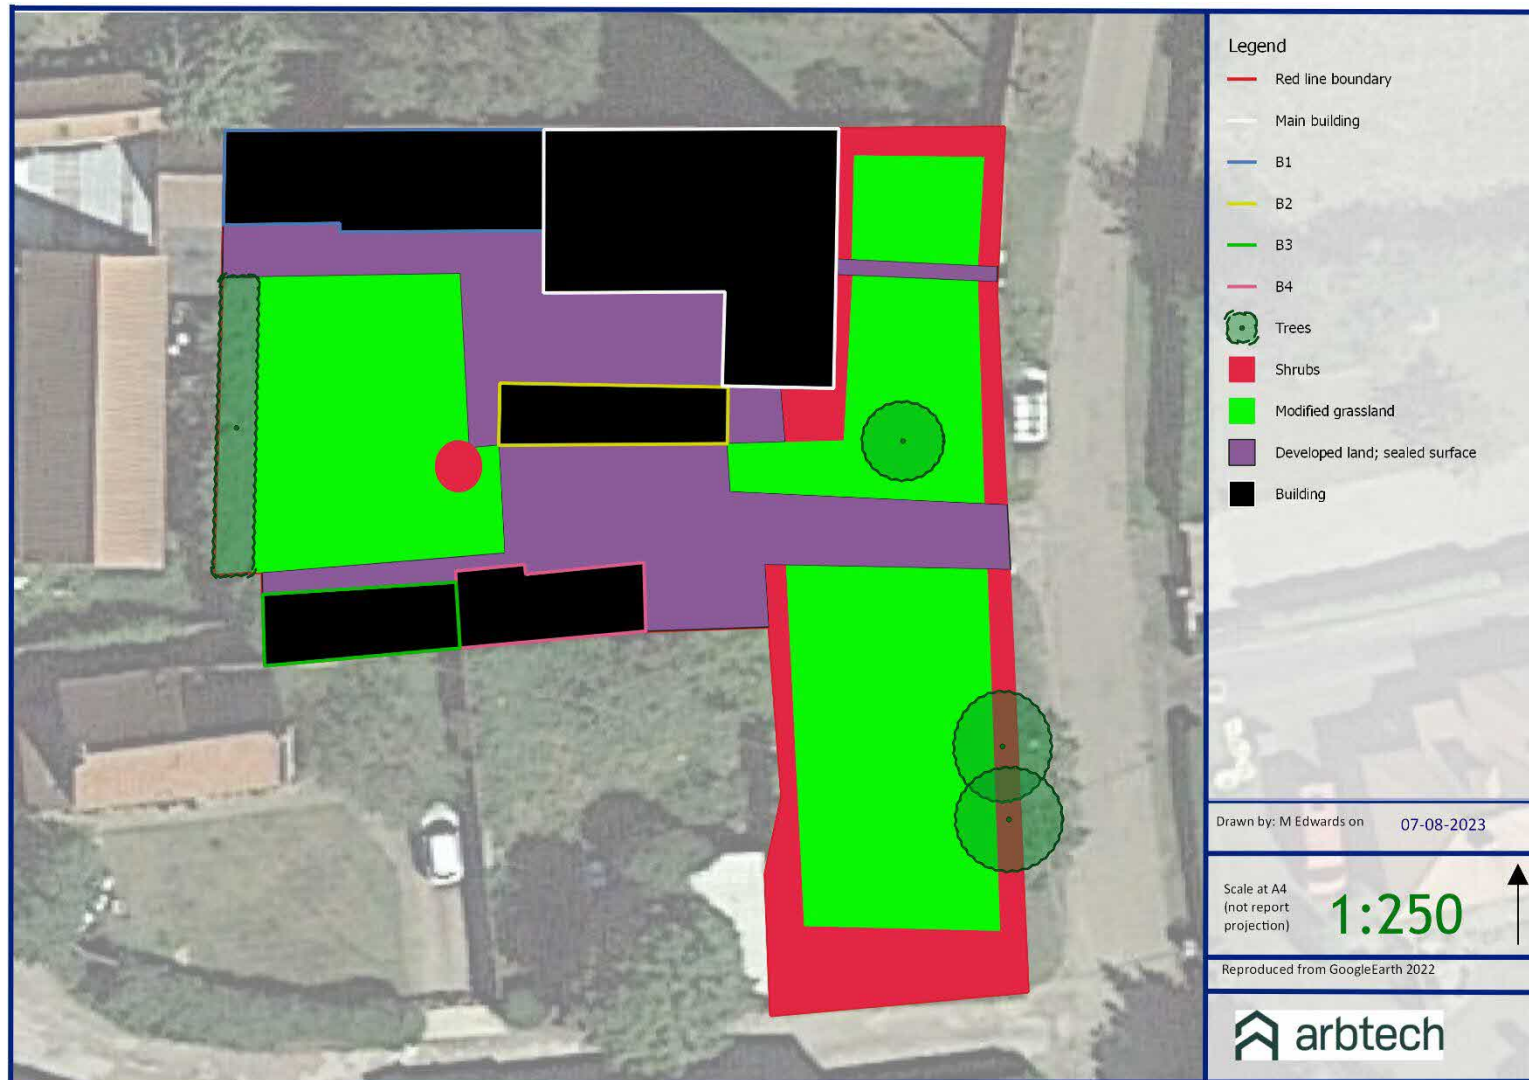 Legend
Red line boundary
Main building
B1
B2
B3
B4
Trees
Shrubs
Modified grassland
Developed land; sealed surface
Building
Drawn by: M Edwards on 07-08-2023
Scale at A4
(not report
projection)
1:250
Reproduced from GoogleEarth 2022
arbtech